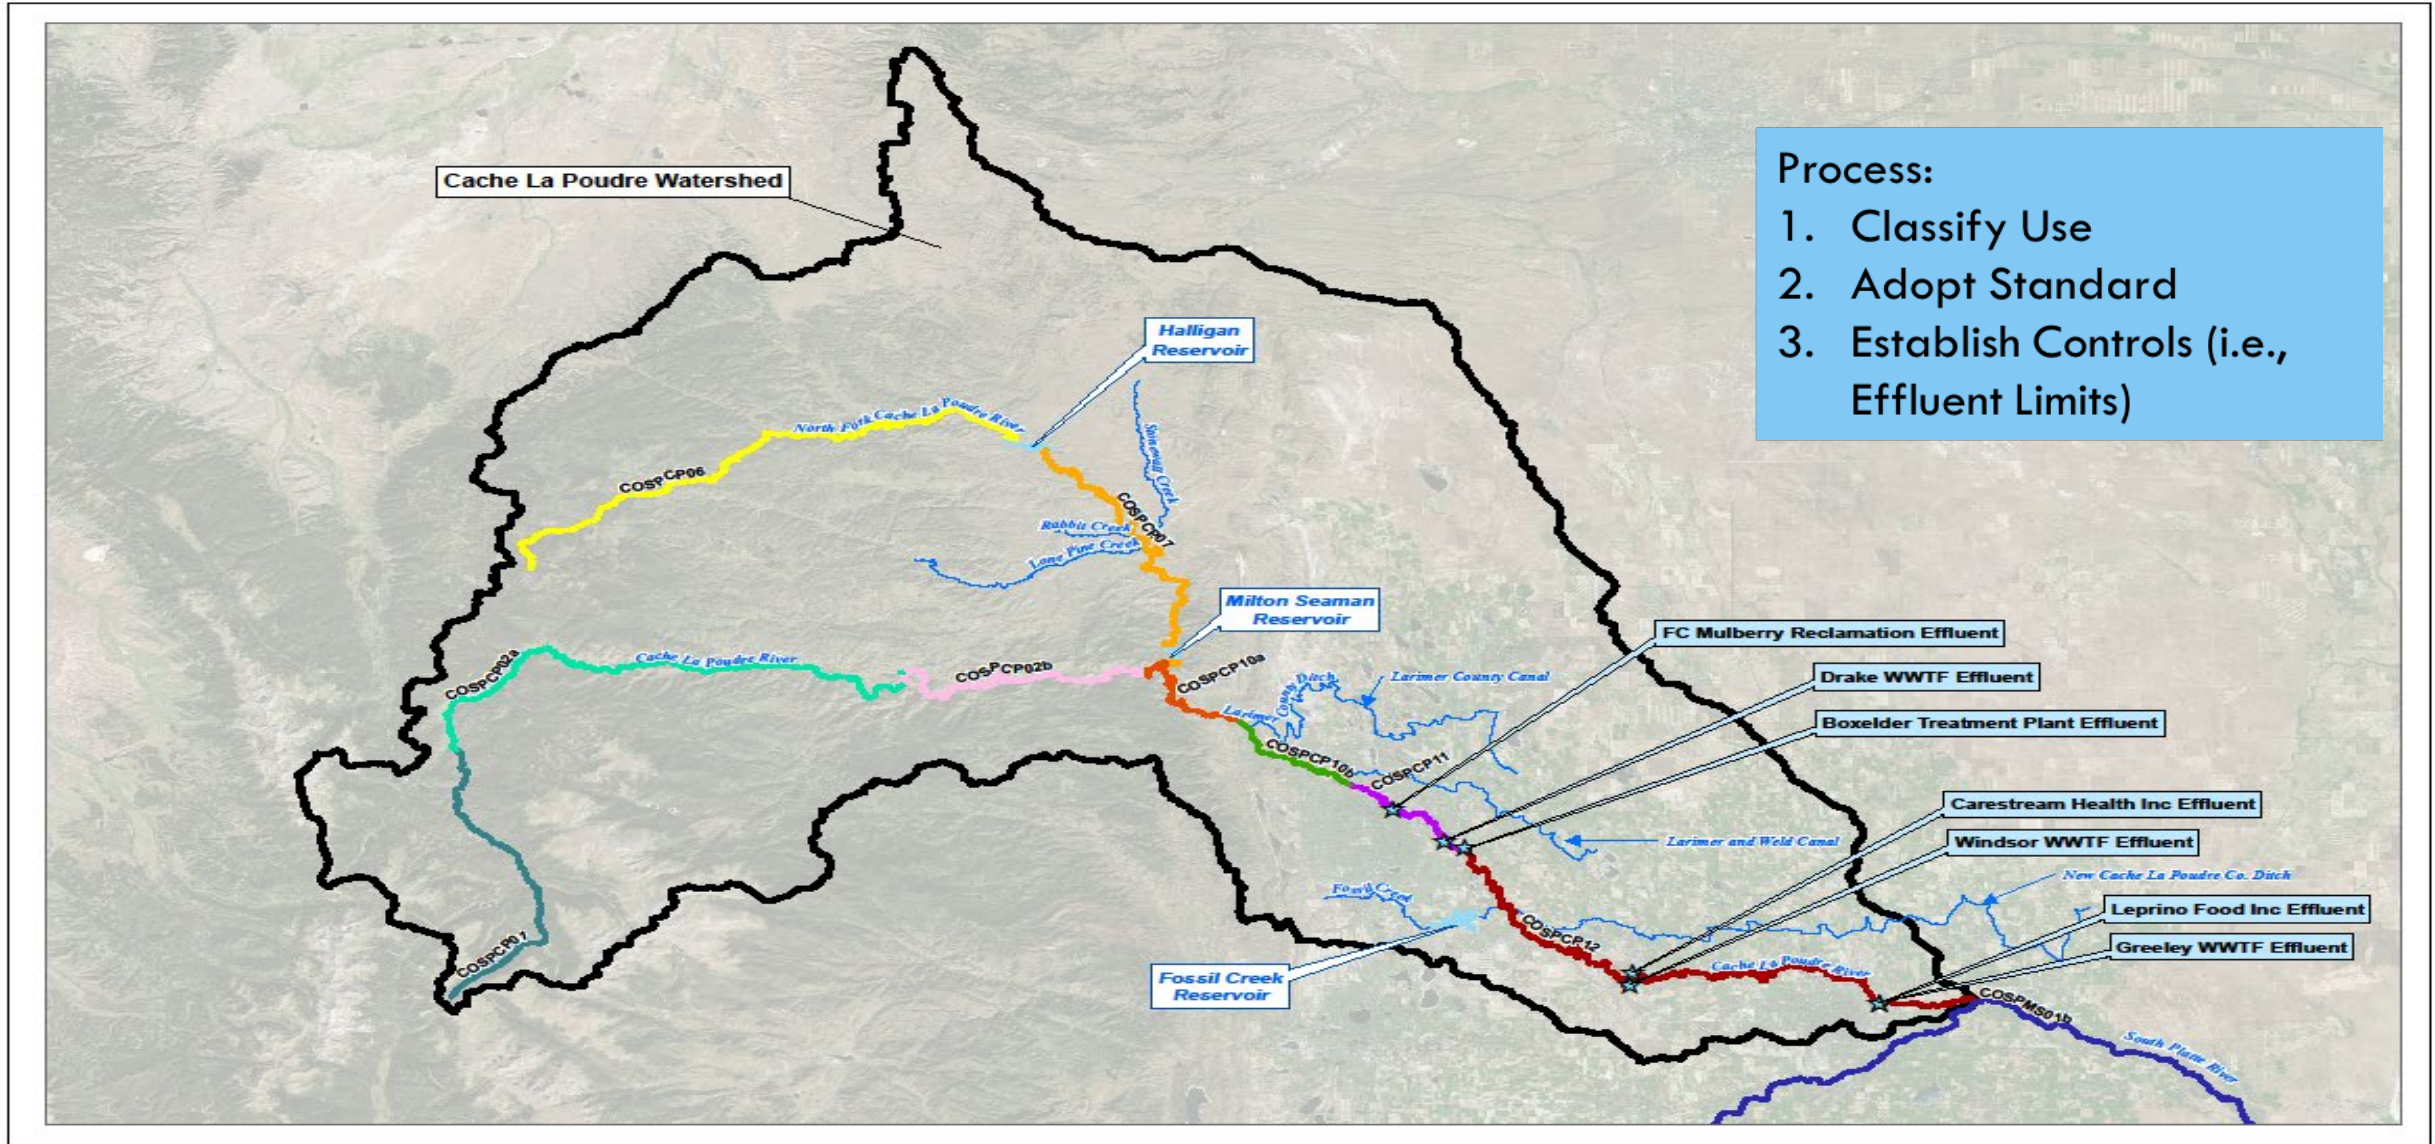 Cache La Poudre Watershed
Process:
1. Classify Use
2. Adopt Standard
3. Establish Controls (i.e.,
Effluent Limits)
Halligan
Reservoir
North Fork Cache La Poudre River
COSPCP06
Stonewall Creek
COSPCP07
Rabbit Creek
Lone Pine Creek
Milton Seaman
Reservoir
FC Mulberry Reclamation Effluent
COSPCP02a
Cache La Poudre River
COSPCP02b
COSPCP10a
Larimer County Ditch
Larimer County Canal
Drake WWTF Effluent
Boxelder Treatment Plant Effluent
COSPCP10b
COSPCP11
Carestream Health Inc Effluent
Larimer and Weld Canal
Windsor WWTF Effluent
New Cache La Poudre Co. Ditch
Fossil Creek
Leprino Food Inc Effluent
COSPCP12
Greeley WWTF Effluent
COSPCP01
Fossil Creek
Reservoir
Cache La Poudre River
COSPMS01b
South Platte River